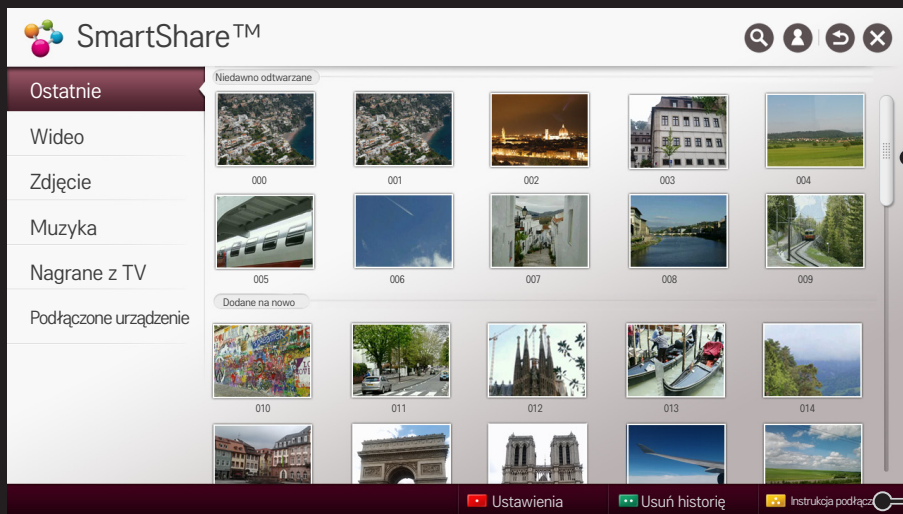 SmartShare™
Ostatnie
Wideo
Zdjęcie
Muzyka
Nagrane z TV
Podłączone urządzenie
Niedawno odtwarzane
000 001 002 003 004
005 006 007 008 009
Dodane na nowo
010 011 012 013 014
Ustawienia Usuń historię Instrukcja podłącz